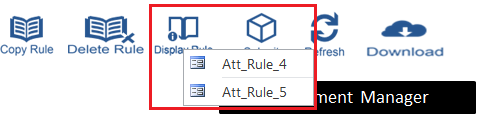 Copy Rule Delete Rule Display Rule Refresh Download
Att_Rule_4
Att_Rule_5
ment Manager